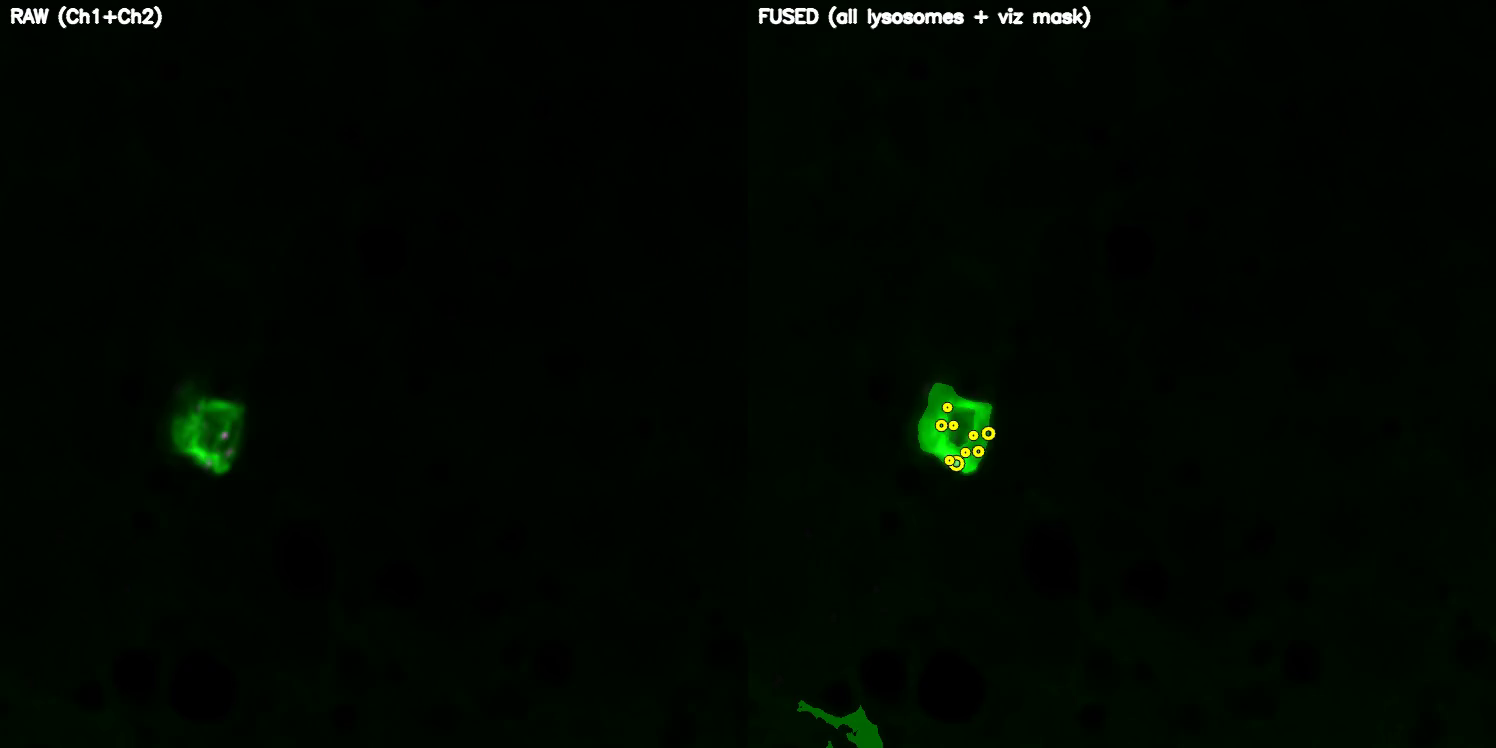 RAW (Ch1+Ch2)
FUSED (all lysosomes + viz mask)